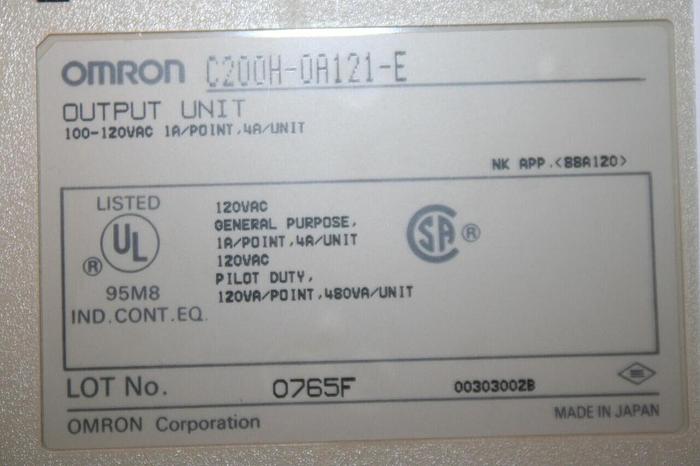 OMRON C200H-OA121-E
OUTPUT UNIT
100-120VAC 1A/POINT,4A/UNIT
NK APP.<88A120>
LISTED
UL ®
95M8
IND.CONT.EQ.
120VAC
GENERAL PURPOSE,
1A/POINT,4A/UNIT
120VAC
PILOT DUTY,
120VA/POINT,480VA/UNIT
CSA ®
LOT No. 0765F 00303002B
OMRON Corporation MADE IN JAPAN